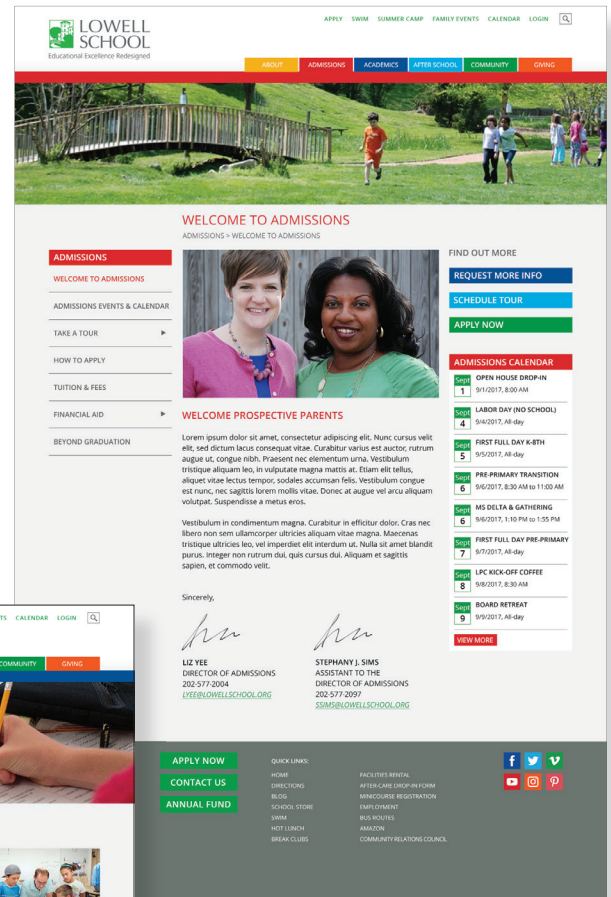 LOWELL
SCHOOL
Educational Excellence Redesigned
APPLY SWIM SUMMER CAMP FAMILY EVENTS CALENDAR LOGIN
ABOUT ADMISSIONS ACADEMICS AFTER SCHOOL COMMUNITY GIVING
WELCOME TO ADMISSIONS
ADMISSIONS > WELCOME TO ADMISSIONS
ADMISSIONS
WELCOME TO ADMISSIONS
ADMISSIONS EVENTS & CALENDAR
TAKE A TOUR
HOW TO APPLY
TUITION & FEES
FINANCIAL AID
BEYOND GRADUATION
WELCOME PROSPECTIVE PARENTS
Lorem ipsum dolor sit amet, consectetur adipiscing elit. Nunc cursus velit
elit, sed dictum lacus consequat vitae. Curabitur varius est auctor, rutrum
augue ut, congue nibh. Praesent nec elementum urna. Vestibulum
tristique aliquam leo, in vulputate magna mattis at. Etiam elit tellus,
aliquet vitae lectus tempor, sodales accumsan felis. Vestibulum congue
est nunc, nec sagittis lorem mollis vitae. Donec at augue vel arcu aliquam
volutpat. Suspendisse a metus eros.
Vestibulum in condimentum magna. Curabitur in efficitur dolor. Cras nec
libero non sem ullamcorper ultricies aliquam vitae magna. Maecenas
tristique ultricies leo, vel imperdiet elit interdum ut. Nulla sit amet blandit
purus. Integer non rutrum dui, quis cursus dui. Aliquam et sagittis
sapien, et commodo velit.
Sincerely,
LIZ YEE
DIRECTOR OF ADMISSIONS
202-577-2004
LYEE@LOWELLSCHOOL.ORG
STEPHANY J. SIMS
ASSISTANT TO THE
DIRECTOR OF ADMISSIONS
202-577-2097
SSIMS@LOWELLSCHOOL.ORG
FIND OUT MORE
REQUEST MORE INFO
SCHEDULE TOUR
APPLY NOW
ADMISSIONS CALENDAR
Sept 1 OPEN HOUSE DROP-IN
9/1/2017, 8:00 AM
Sept 4 LABOR DAY (NO SCHOOL)
9/4/2017, All-day
Sept 5 FIRST FULL DAY K-8TH
9/5/2017, All-day
Sept 6 PRE-PRIMARY TRANSITION
9/6/2017, 8:30 AM to 11:00 AM
Sept 6 MS DELTA & GATHERING
9/6/2017, 1:10 PM to 1:55 PM
Sept 7 FIRST FULL DAY PRE-PRIMARY
9/7/2017, All-day
Sept 8 LPC KICK-OFF COFFEE
9/8/2017, 8:30 AM
Sept 9 BOARD RETREAT
9/9/2017, All-day
VIEW MORE
CALENDAR LOGIN
COMMUNITY GIVING
APPLY NOW
CONTACT US
ANNUAL FUND
QUICK LINKS:
HOME
DIRECTIONS
BLOG
SCHOOL STORE
SWIM
HOT LUNCH
BREAK CLUBS
FACILITIES RENTAL
AFTER-CARE DROP-IN FORM
MINICOURSE REGISTRATION
EMPLOYMENT
BUS ROUTES
AMAZON
COMMUNITY RELATIONS COUNCIL